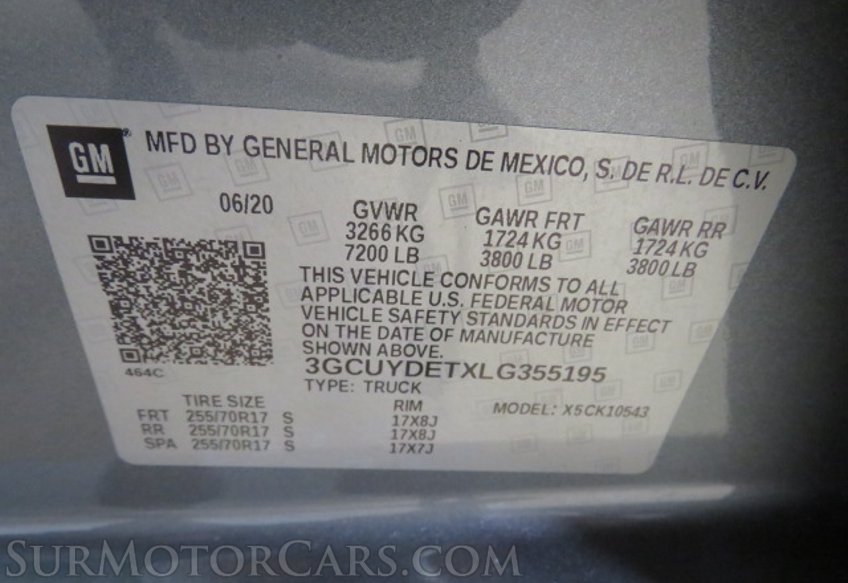 GM
MFD BY GENERAL MOTORS DE MEXICO, S. DE R.L. DE C.V.
06/20
GVWR GAWR FRT GAWR RR
3266 KG 1724 KG 1724 KG
7200 LB 3800 LB 3800 LB
THIS VEHICLE CONFORMS TO ALL
APPLICABLE U.S. FEDERAL MOTOR
VEHICLE SAFETY STANDARDS IN EFFECT
ON THE DATE OF MANUFACTURE
SHOWN ABOVE.
464C
3GCUYDETXLG355195
TYPE: TRUCK
TIRE SIZE RIM MODEL: X5CK10543
FRT 255/70R17 S 17X8J
RR 255/70R17 S 17X8J
SPA 255/70R17 S 17X7J
SURMOTORCARS.COM